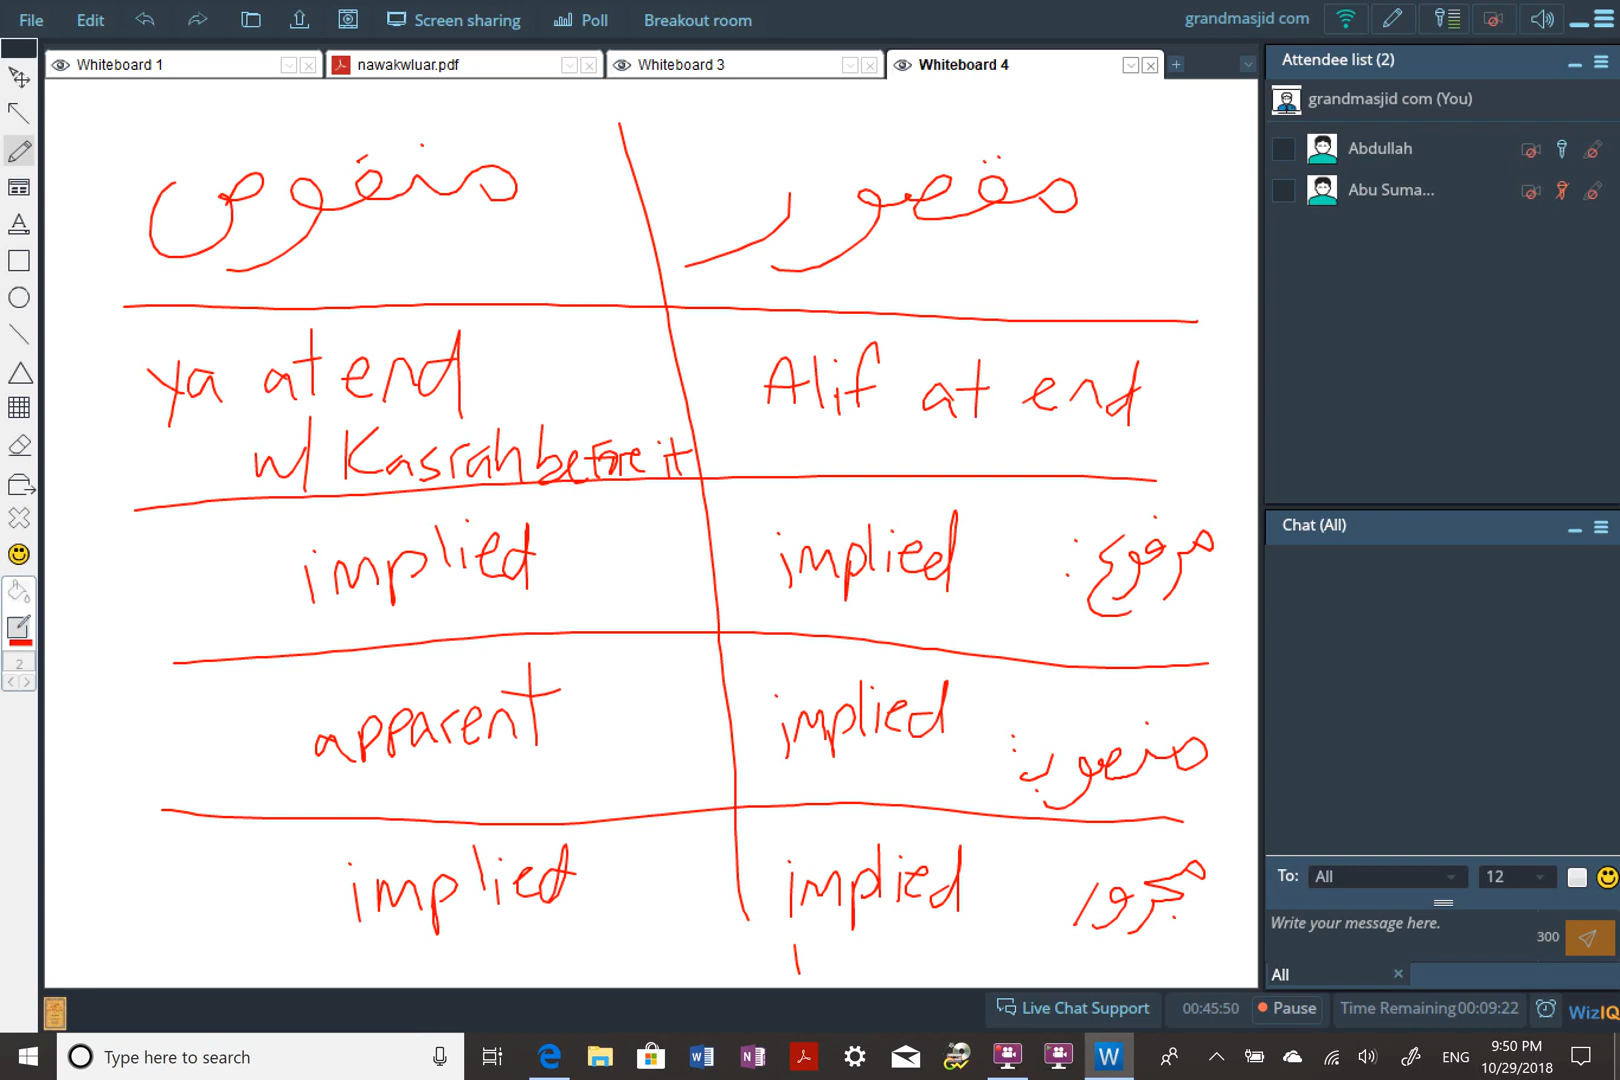 File Edit Screen sharing Poll Breakout room grandmasjid com
Whiteboard 1 nawakwluar.pdf Whiteboard 3 Whiteboard 4
Attendee list (2)
grandmasjid com (You)
Abdullah
Abu Suma...
مقصور
منقوص
ya at end
w/ Kasrah before it
Alif at end
مرفوع:
implied
implied
منصوب:
implied
apparent
مجرور
implied
implied
2
Chat (All)
To: All 12
Write your message here.
300
All
Live Chat Support 00:45:50 Pause Time Remaining 00:09:22 WizIQ
Type here to search
ENG
9:50 PM
10/29/2018